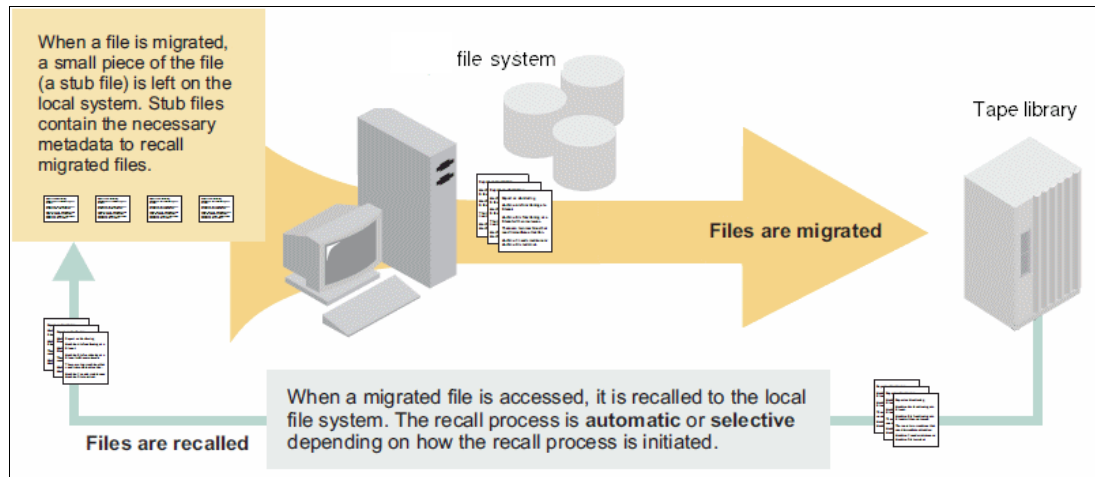 When a file is migrated,
a small piece of the file
(a stub file) is left on the
local system. Stub files
contain the necessary
metadata to recall
migrated files.
file system
Tape library
Files are migrated
When a migrated file is accessed, it is recalled to the local
file system. The recall process is automatic or selective
depending on how the recall process is initiated.
Files are recalled